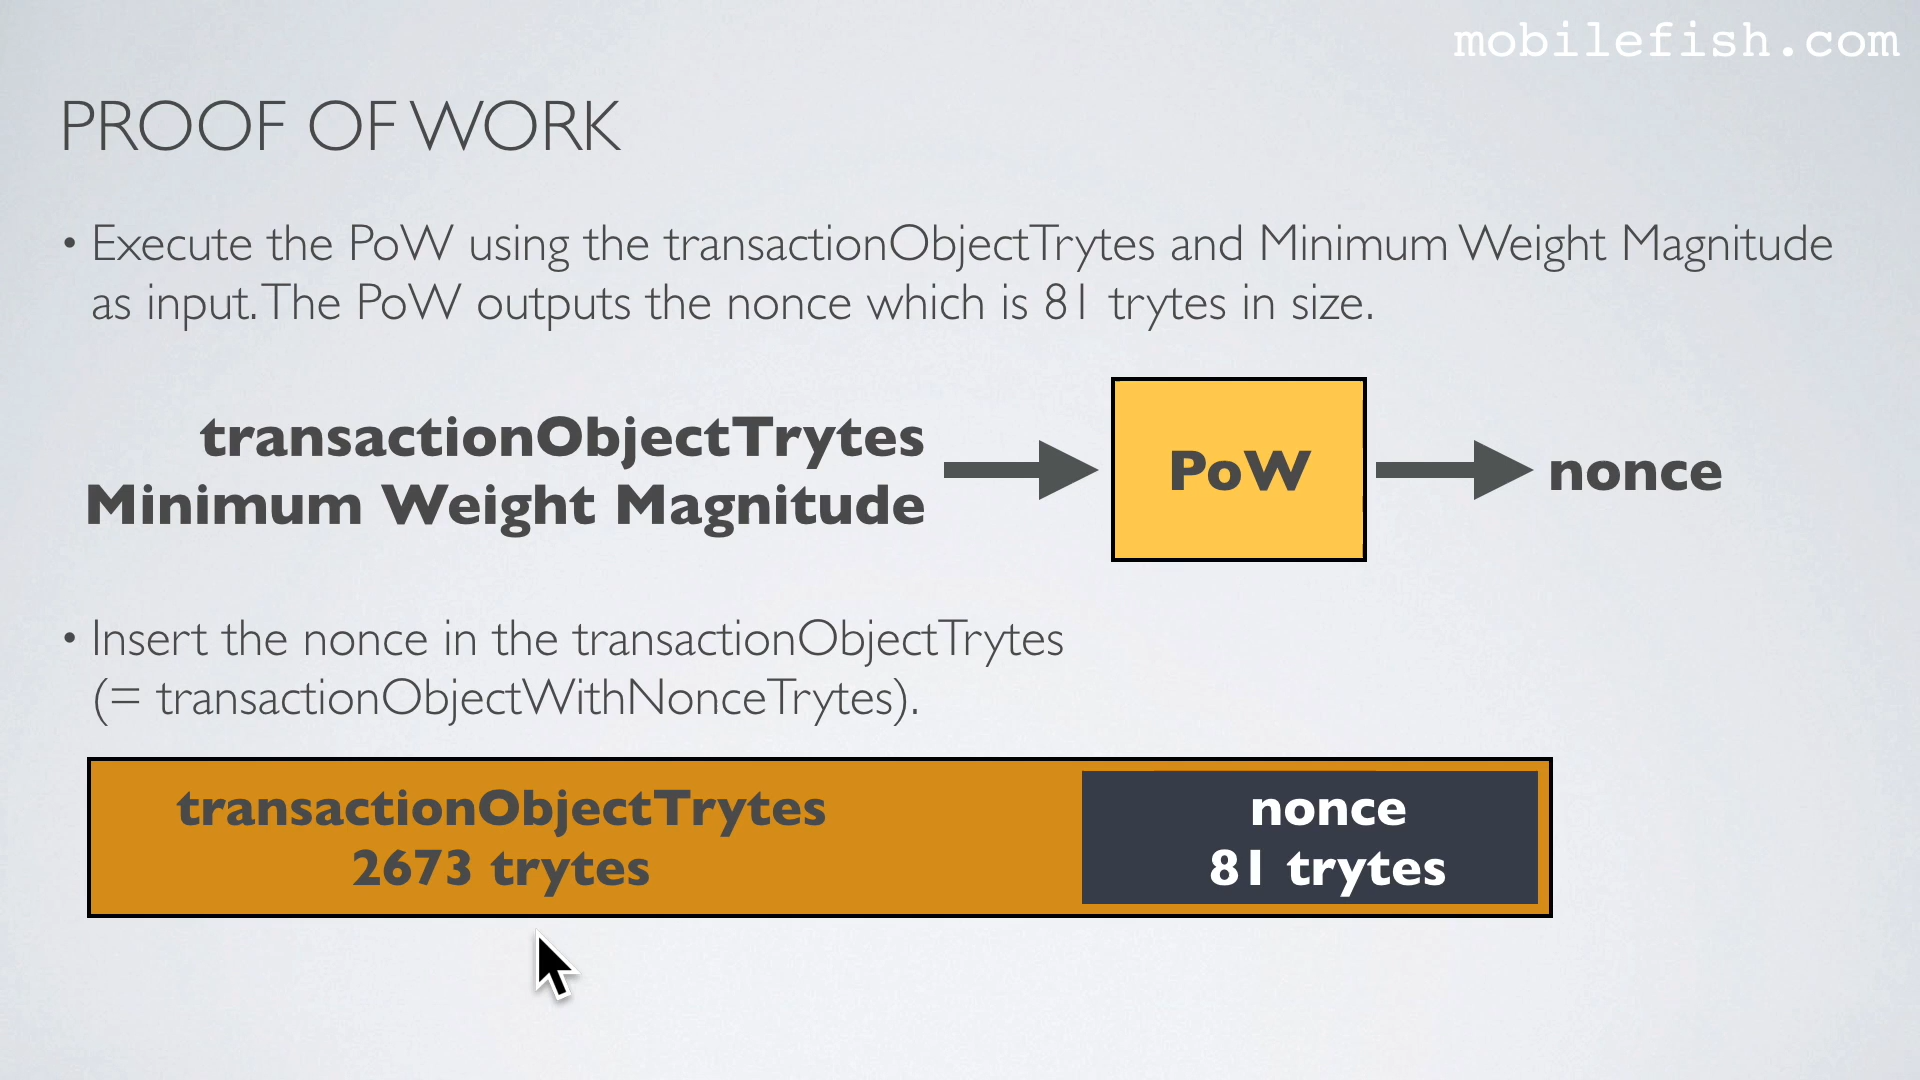 mobilefish.com
PROOF OF WORK
• Execute the PoW using the transactionObjectTrytes and Minimum Weight Magnitude
as input. The PoW outputs the nonce which is 81 trytes in size.
transactionObjectTrytes
Minimum Weight Magnitude
PoW
nonce
• Insert the nonce in the transactionObjectTrytes
(= transactionObjectWithNonceTrytes).
transactionObjectTrytes
2673 trytes
nonce
81 trytes